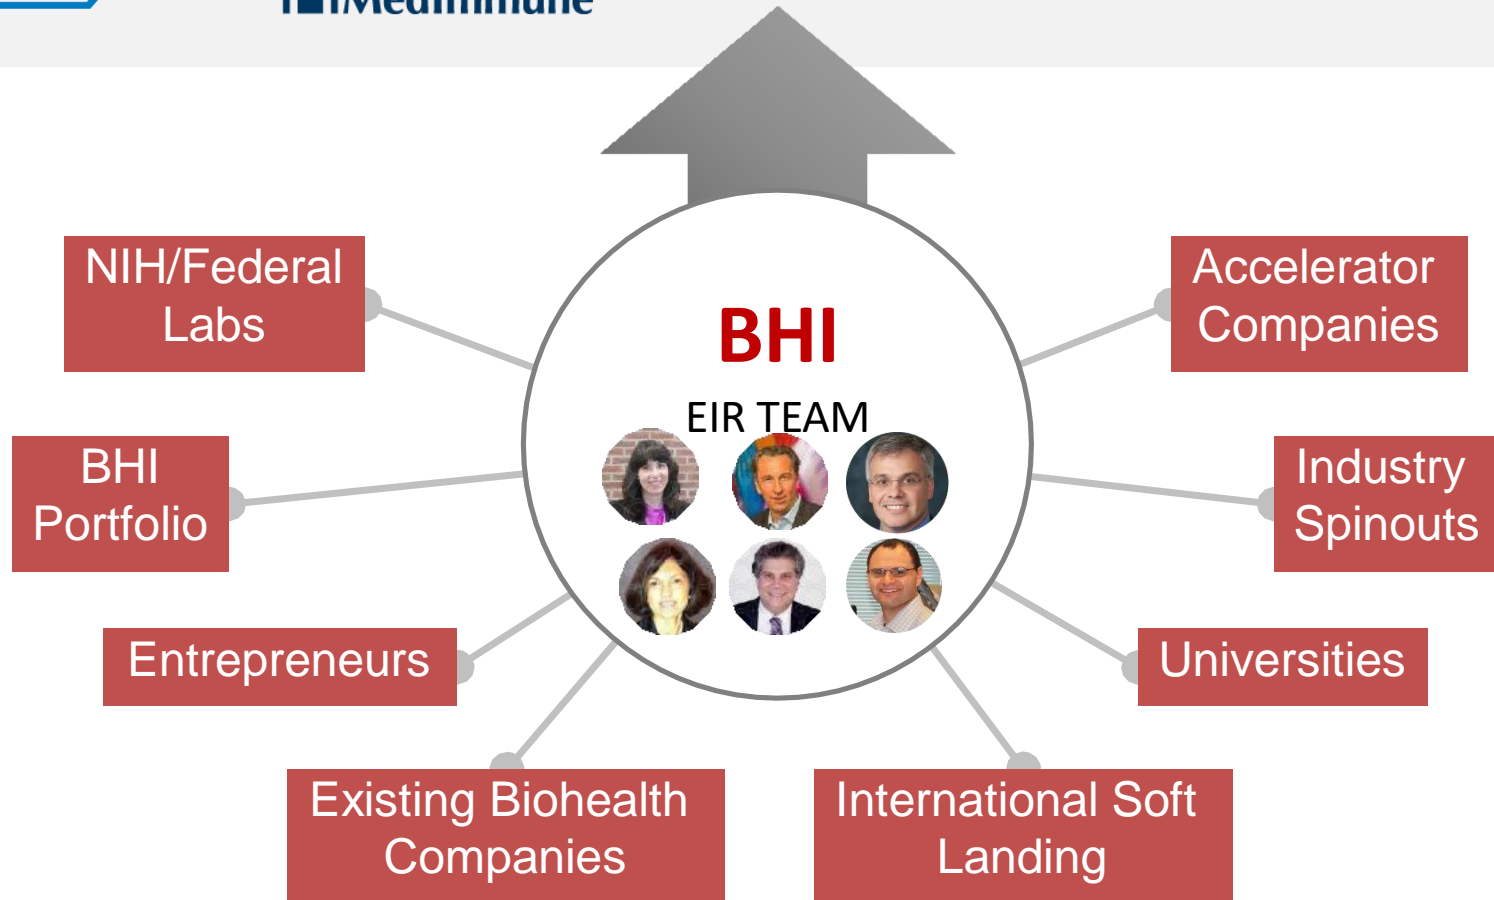 MedImmune
NIH/Federal
Labs
Accelerator
Companies
BHI
EIR TEAM
BHI
Portfolio
Industry
Spinouts
Entrepreneurs
Universities
Existing Biohealth
Companies
International Soft
Landing